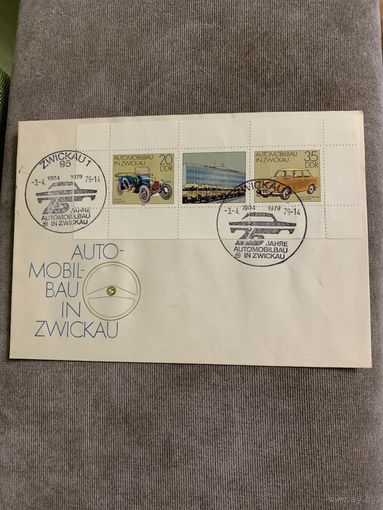 ZWICKAU 1
95
1904 1979
-3.-4. 79-14
75 JAHRE
AUTOMOBILBAU
IN ZWICKAU
AUTOMOBILBAU
IN ZWICKAU
20
DDR
AUTOMOBILBAU
IN ZWICKAU
35
DDR
ZWICKAU
1904 1979
-3.-4 79-14
75 JAHRE
AUTOMOBILBAU
IN ZWICKAU
AUTO-
MOBIL-
BAU
IN
ZWICKAU